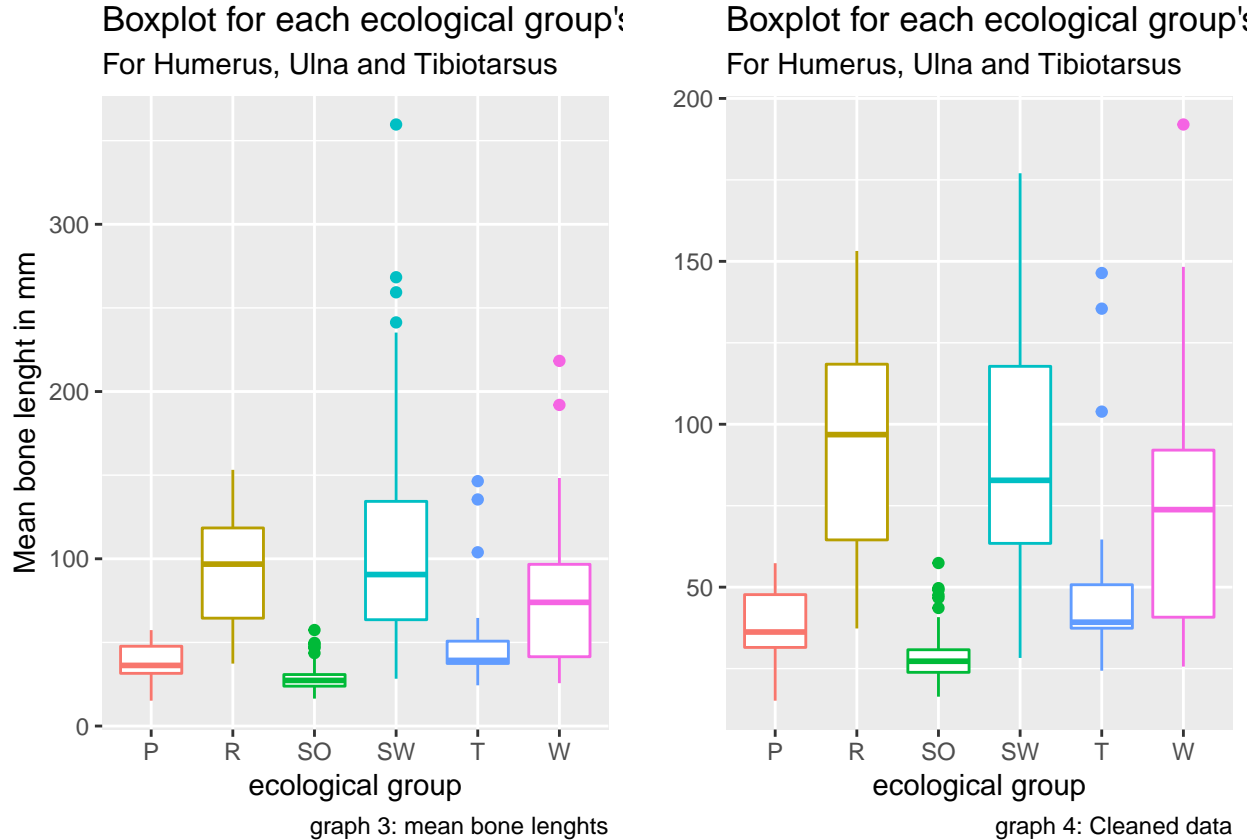 Boxplot for each ecological group's
For Humerus, Ulna and Tibiotarsus
Mean bone lenght in mm
300
200
100
0
P R SO SW T W
ecological group
graph 3: mean bone lenghts
Boxplot for each ecological group's
For Humerus, Ulna and Tibiotarsus
200
150
100
50
P R SO SW T W
ecological group
graph 4: Cleaned data